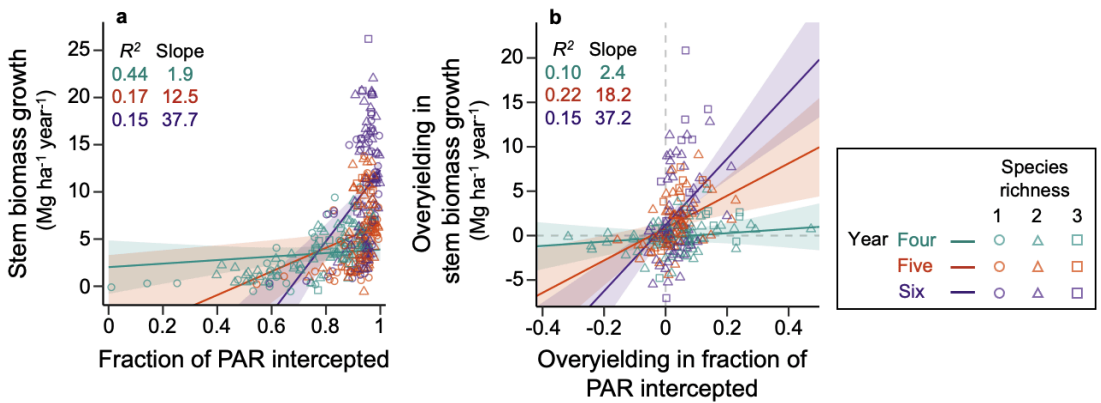 a
R² Slope
0.44 1.9
0.17 12.5
0.15 37.7
25
20
15
10
5
0
Stem biomass growth
(Mg ha⁻¹ year⁻¹)
0 0.2 0.4 0.6 0.8 1
Fraction of PAR intercepted
b
R² Slope
0.10 2.4
0.22 18.2
0.15 37.2
20
15
10
5
0
-5
Overyielding in
stem biomass growth
(Mg ha⁻¹ year⁻¹)
-0.4 -0.2 0 0.2 0.4
Overyielding in fraction of
PAR intercepted
Species
richness
1 2 3
Year Four
Five
Six